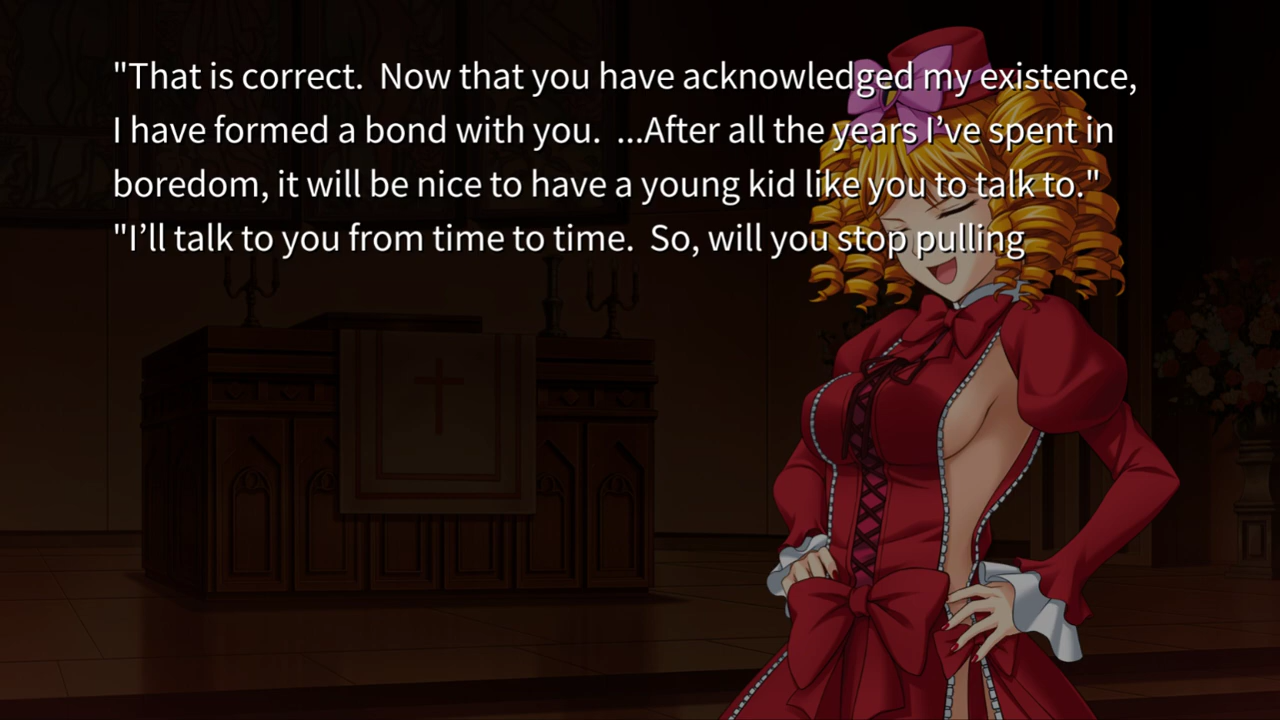 "That is correct.  Now that you have acknowledged my existence,
I have formed a bond with you.  ...After all the years I’ve spent in
boredom, it will be nice to have a young kid like you to talk to."
"I’ll talk to you from time to time.  So, will you stop pulling